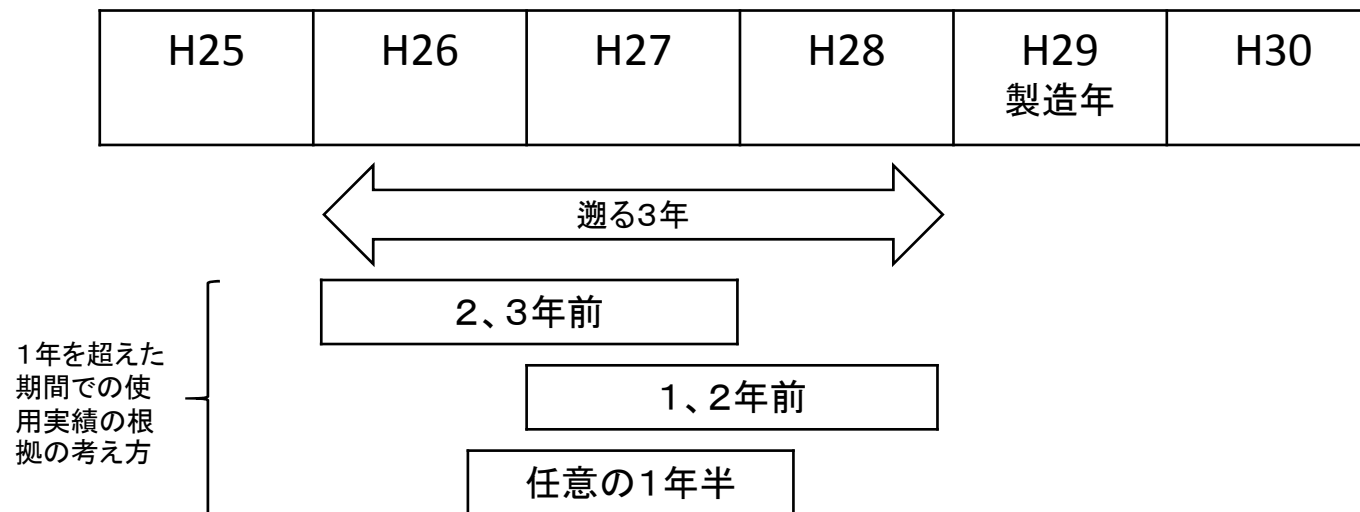 H25 H26 H27 H28 H29 H30
製造年
遡る3年
2、3年前
1、2年前
任意の1年半
1年を超えた
期間での使
用実績の根
拠の考え方